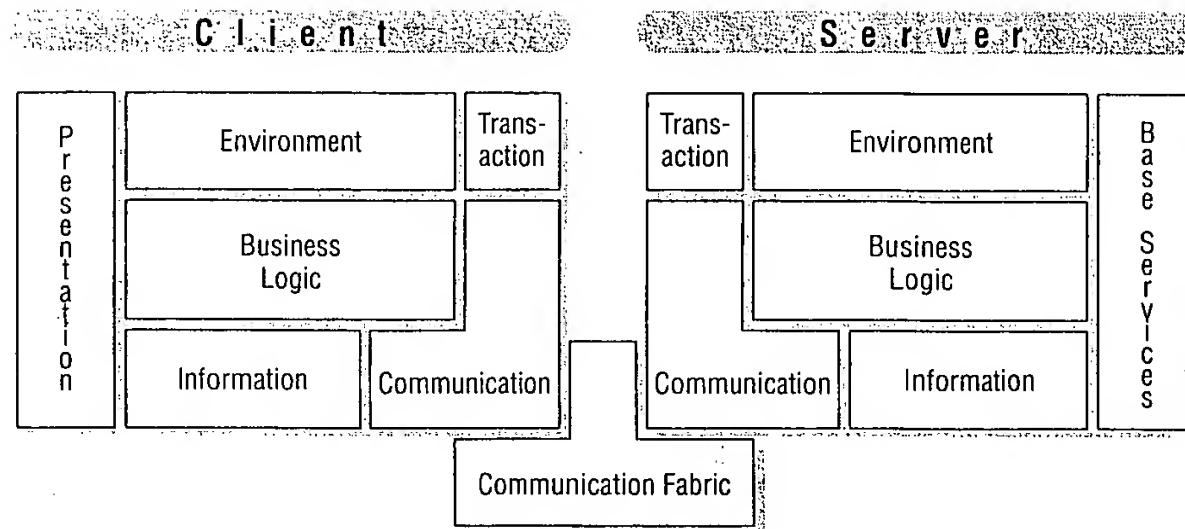 Client
Server
Presentation
Environment
Trans-
action
Business
Logic
Information
Communication
Trans-
action
Environment
Business
Logic
Communication
Information
Base Services
Communication Fabric